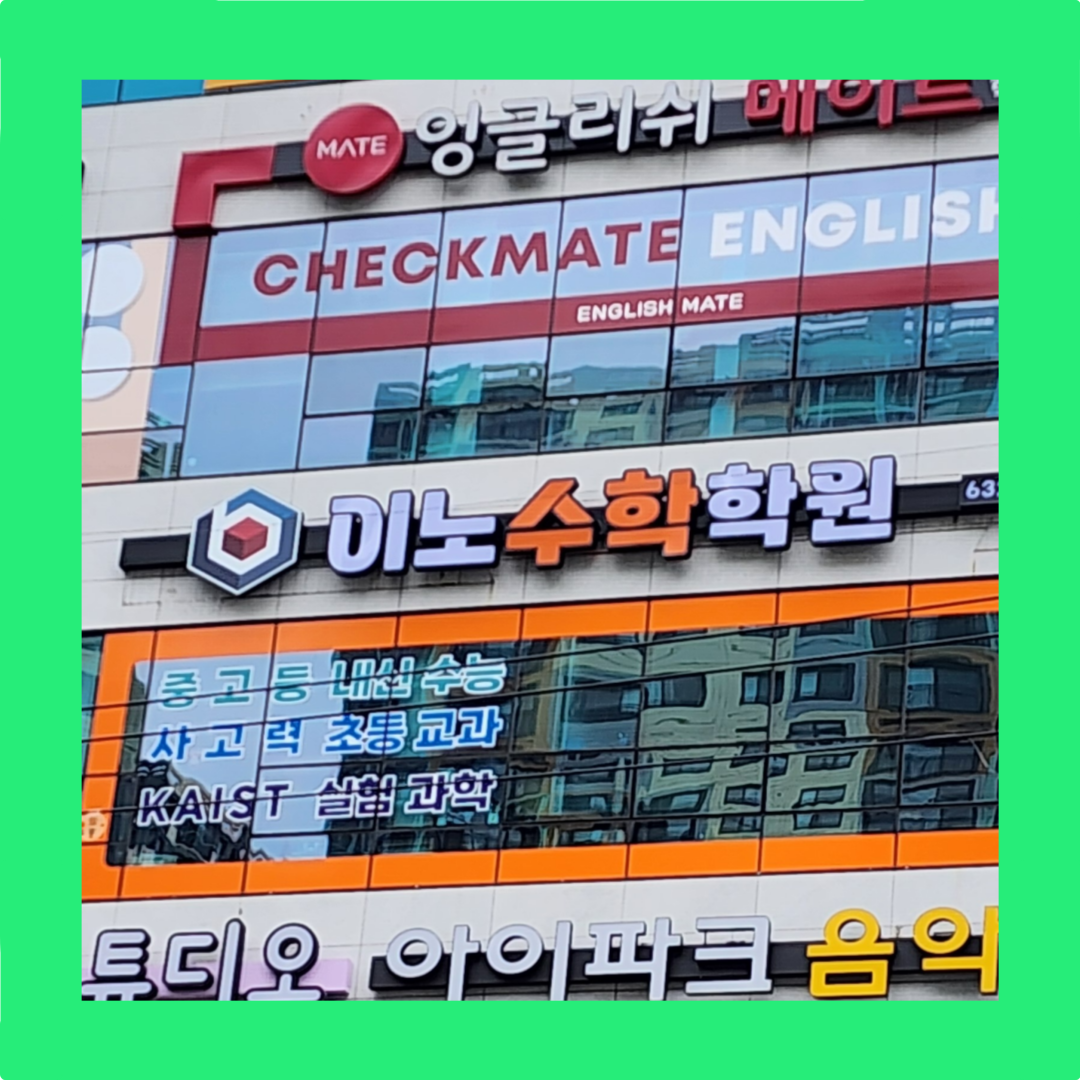 MATE 잉글리쉬 메이트
CHECKMATE ENGLISH
ENGLISH MATE
이노수학학원
중고등 내신 수능
사고력 초등교과
KAIST 실험 과학
튜디오 아이파크 음악